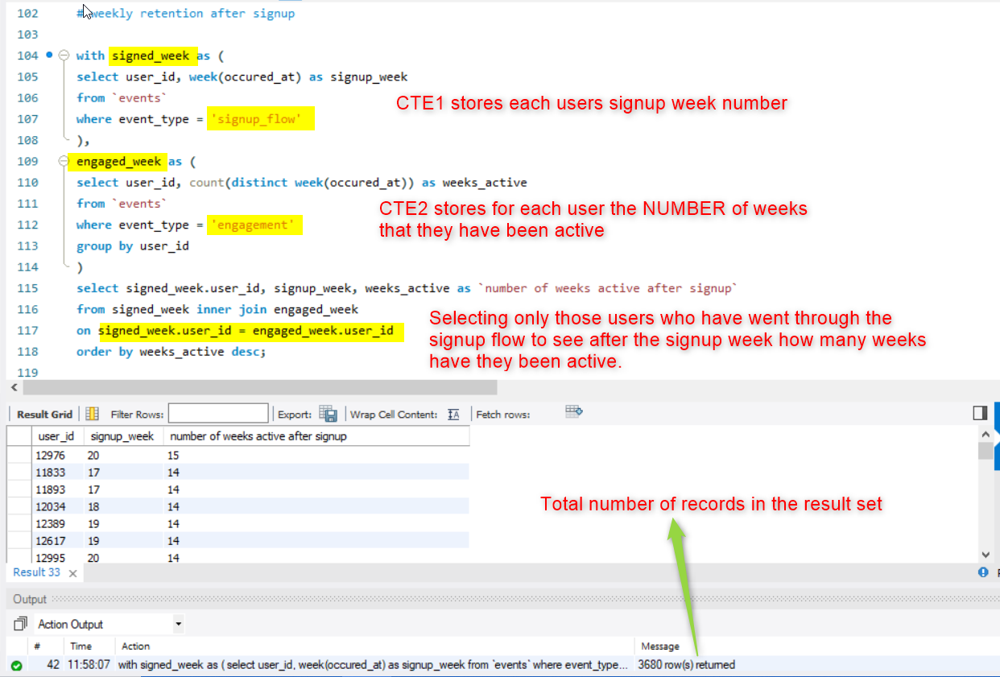 102 # weekly retention after signup
103
104 with signed_week as (
105 select user_id, week(occured_at) as signup_week
106 from `events`
CTE1 stores each users signup week number
107 where event_type = 'signup_flow'
108 ),
109 engaged_week as (
110 select user_id, count(distinct week(occured_at)) as weeks_active
111 from `events`
CTE2 stores for each user the NUMBER of weeks
112 where event_type = 'engagement'
that they have been active
113 group by user_id
114 )
115 select signed_week.user_id, signup_week, weeks_active as `number of weeks active after signup`
116 from signed_week inner join engaged_week
Selecting only those users who have went through the
117 on signed_week.user_id = engaged_week.user_id
signup flow to see after the signup week how many weeks
118 order by weeks_active desc;
have they been active.
119
Result Grid Filter Rows: Export: Wrap Cell Content: Fetch rows:
user_id signup_week number of weeks active after signup
12976 20 15
11833 17 14
11893 17 14
12034 18 14
12389 19 14
12617 19 14
12995 20 14
Total number of records in the result set
Result 33
Output
Action Output
# Time Action Message
42 11:58:07 with signed_week as ( select user_id, week(occured_at) as signup_week from `events` where event_type... 3680 row(s) returned